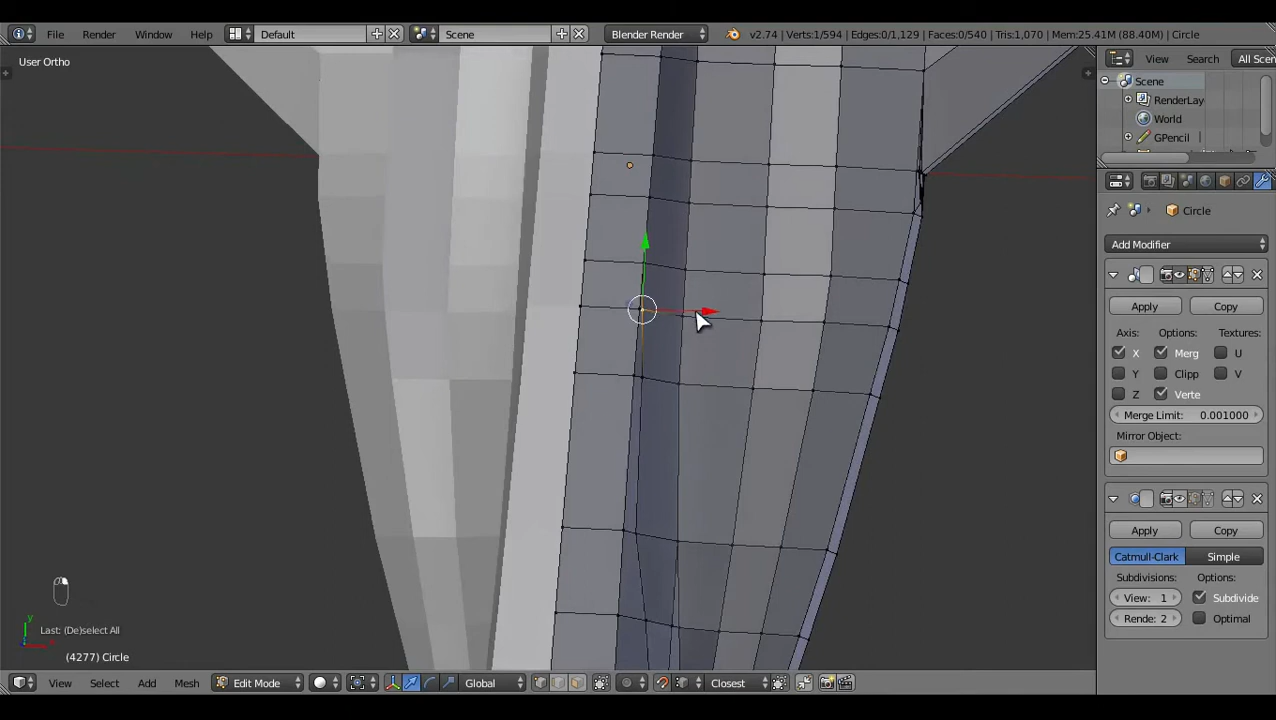 File Render Window Help Default Scene Blender Render v2.74 | Verts:1/594 | Edges:0/1,129 | Faces:0/540 | Tris:1,070 | Mem:25.41M (88.40M) | Circle
User Ortho
View Search All Scen
Scene
RenderLay
World
GPencil
Circle
Add Modifier
Apply Copy
Axis: Options: Textures:
X Merg U
Y Clipp V
Z Verte
Merge Limit: 0.001000
Mirror Object:
Apply Copy
Catmull-Clark Simple
Subdivisions: Options:
View: 1 Subdivide
Rende: 2 Optimal
y
Last: (De)select All
(4277) Circle
View Select Add Mesh Edit Mode Global Closest